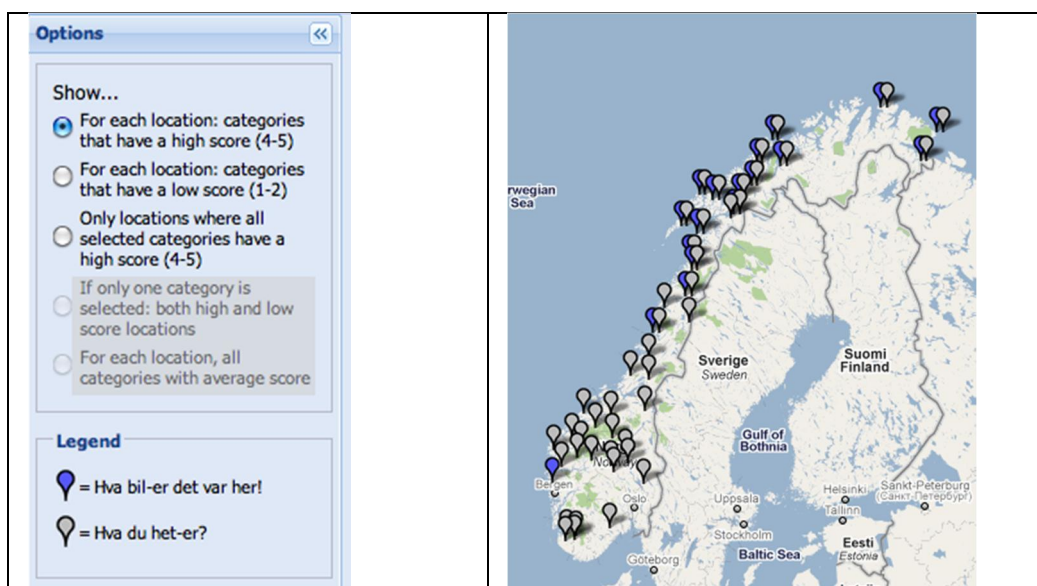 Options
Show...
For each location: categories
that have a high score (4-5)
For each location: categories
that have a low score (1-2)
Only locations where all
selected categories have a
high score (4-5)
If only one category is
selected: both high and low
score locations
For each location, all
categories with average score
Legend
= Hva bil-er det var her!
= Hva du het-er?
rwegian
Sea
Sverige
Sweden
Suomi
Finland
Gulf of
Bothnia
Norway
Bergen
Oslo
Uppsala
Stockholm
Helsinki
Sankt-Peterburg
(Санкт-Петербург)
Tallinn
Eesti
Estonia
Baltic Sea
Göteborg